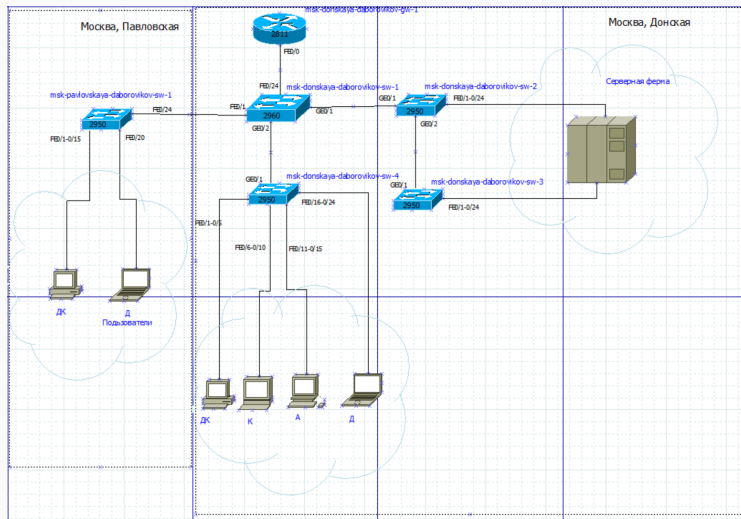 msk-donskaya-daborovikov-gw-1
Москва, Павловская
Москва, Донская
2811
FE0/0
FE0/24
msk-donskaya-daborovikov-sw-1
msk-donskaya-daborovikov-sw-2
Серверная ферма
msk-pavlovskaya-daborovikov-sw-1
FE0/24
FE0/1
GE0/1
GE0/1
FE0/1-0/24
2950
2960
2950
FE0/1-0/15
FE0/20
GE0/2
GE0/2
GE0/1
msk-donskaya-daborovikov-sw-4
GE0/1
msk-donskaya-daborovikov-sw-3
2950
FE0/16-0/24
2950
FE0/1-0/24
FE0/1-0/5
FE0/6-0/10
FE0/11-0/15
ДК
Д
Пользователи
ДК
К
А
Д